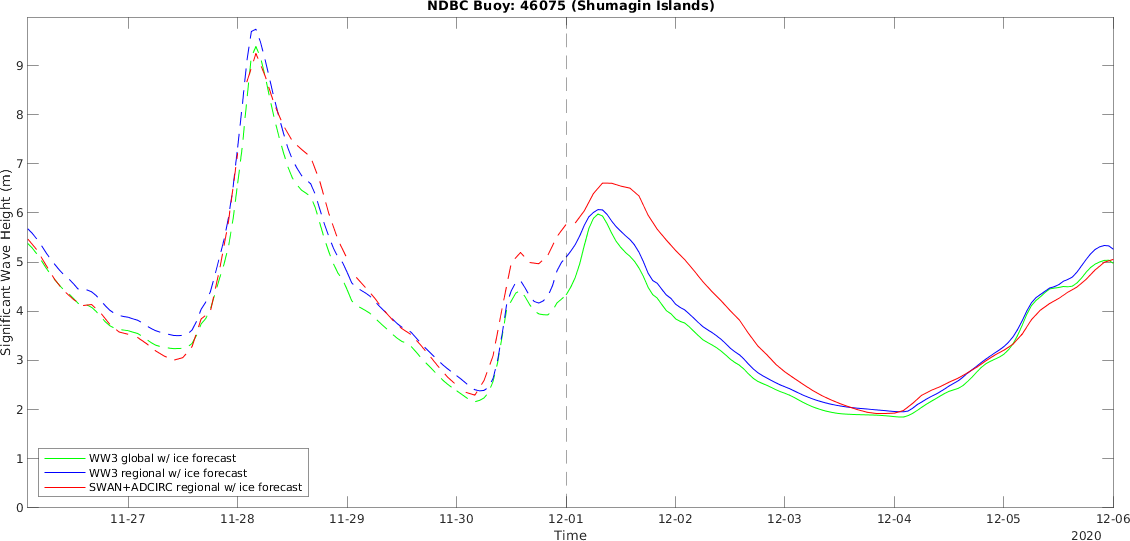 NDBC Buoy: 46075 (Shumagin Islands)
Significant Wave Height (m)
9
8
7
6
5
4
3
2
1
0
WW3 global w/ ice forecast
WW3 regional w/ ice forecast
SWAN+ADCIRC regional w/ ice forecast
11-27 11-28 11-29 11-30 12-01 12-02 12-03 12-04 12-05 12-06
Time
2020